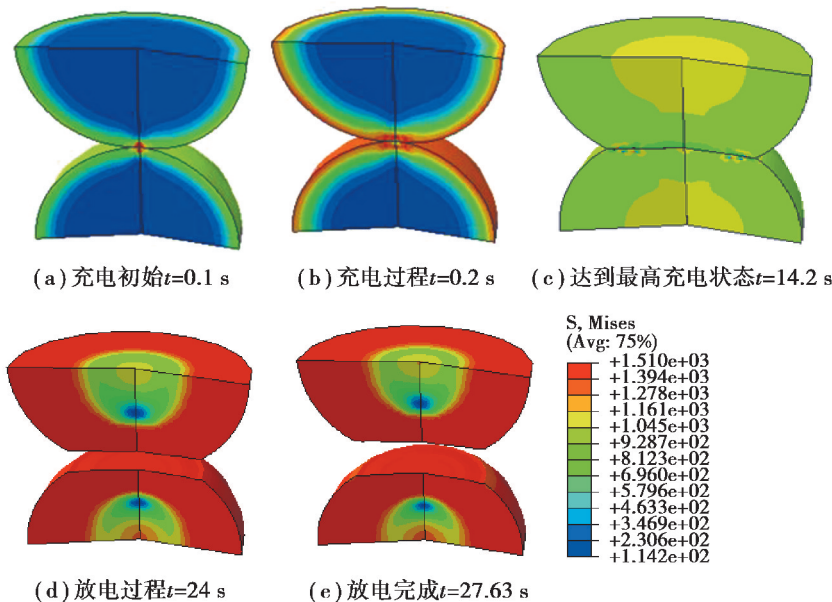 (a)充电初始t=0.1 s
(b)充电过程t=0.2 s
(c)达到最高充电状态t=14.2 s
S, Mises
(Avg: 75%)
+1.510e+03
+1.394e+03
+1.278e+03
+1.161e+03
+1.045e+03
+9.287e+02
+8.123e+02
+6.960e+02
+5.796e+02
+4.633e+02
+3.469e+02
+2.306e+02
+1.142e+02
(d)放电过程t=24 s
(e)放电完成t=27.63 s